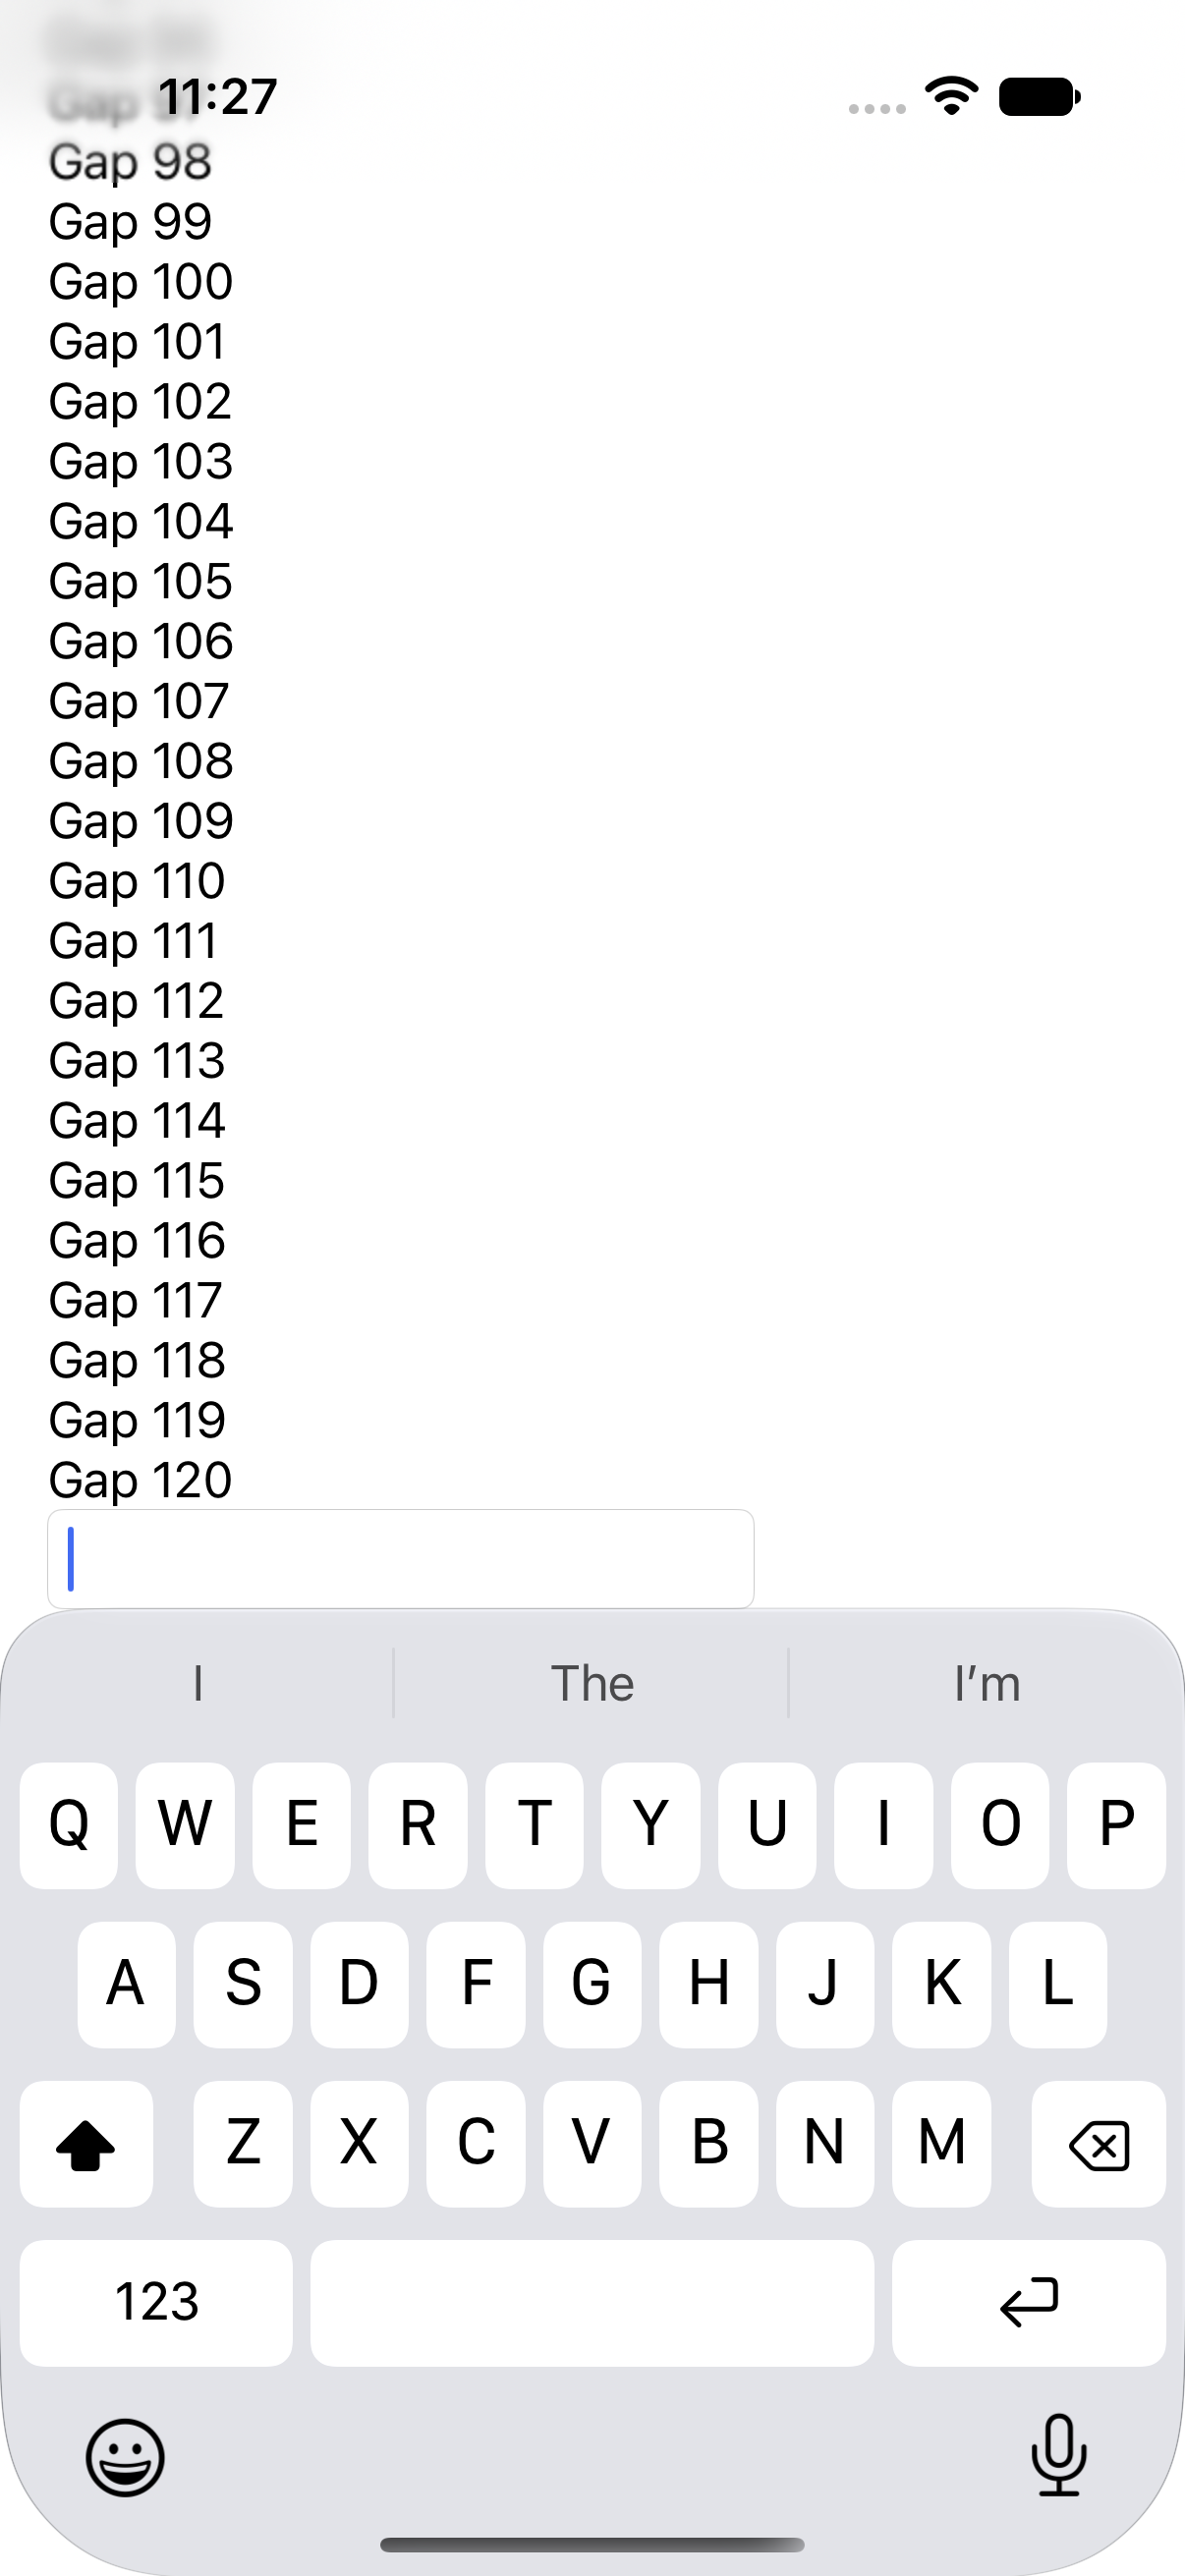 11:27
Gap 98
Gap 99
Gap 100
Gap 101
Gap 102
Gap 103
Gap 104
Gap 105
Gap 106
Gap 107
Gap 108
Gap 109
Gap 110
Gap 111
Gap 112
Gap 113
Gap 114
Gap 115
Gap 116
Gap 117
Gap 118
Gap 119
Gap 120
I The I’m
Q W E R T Y U I O P
A S D F G H J K L
Z X C V B N M
123